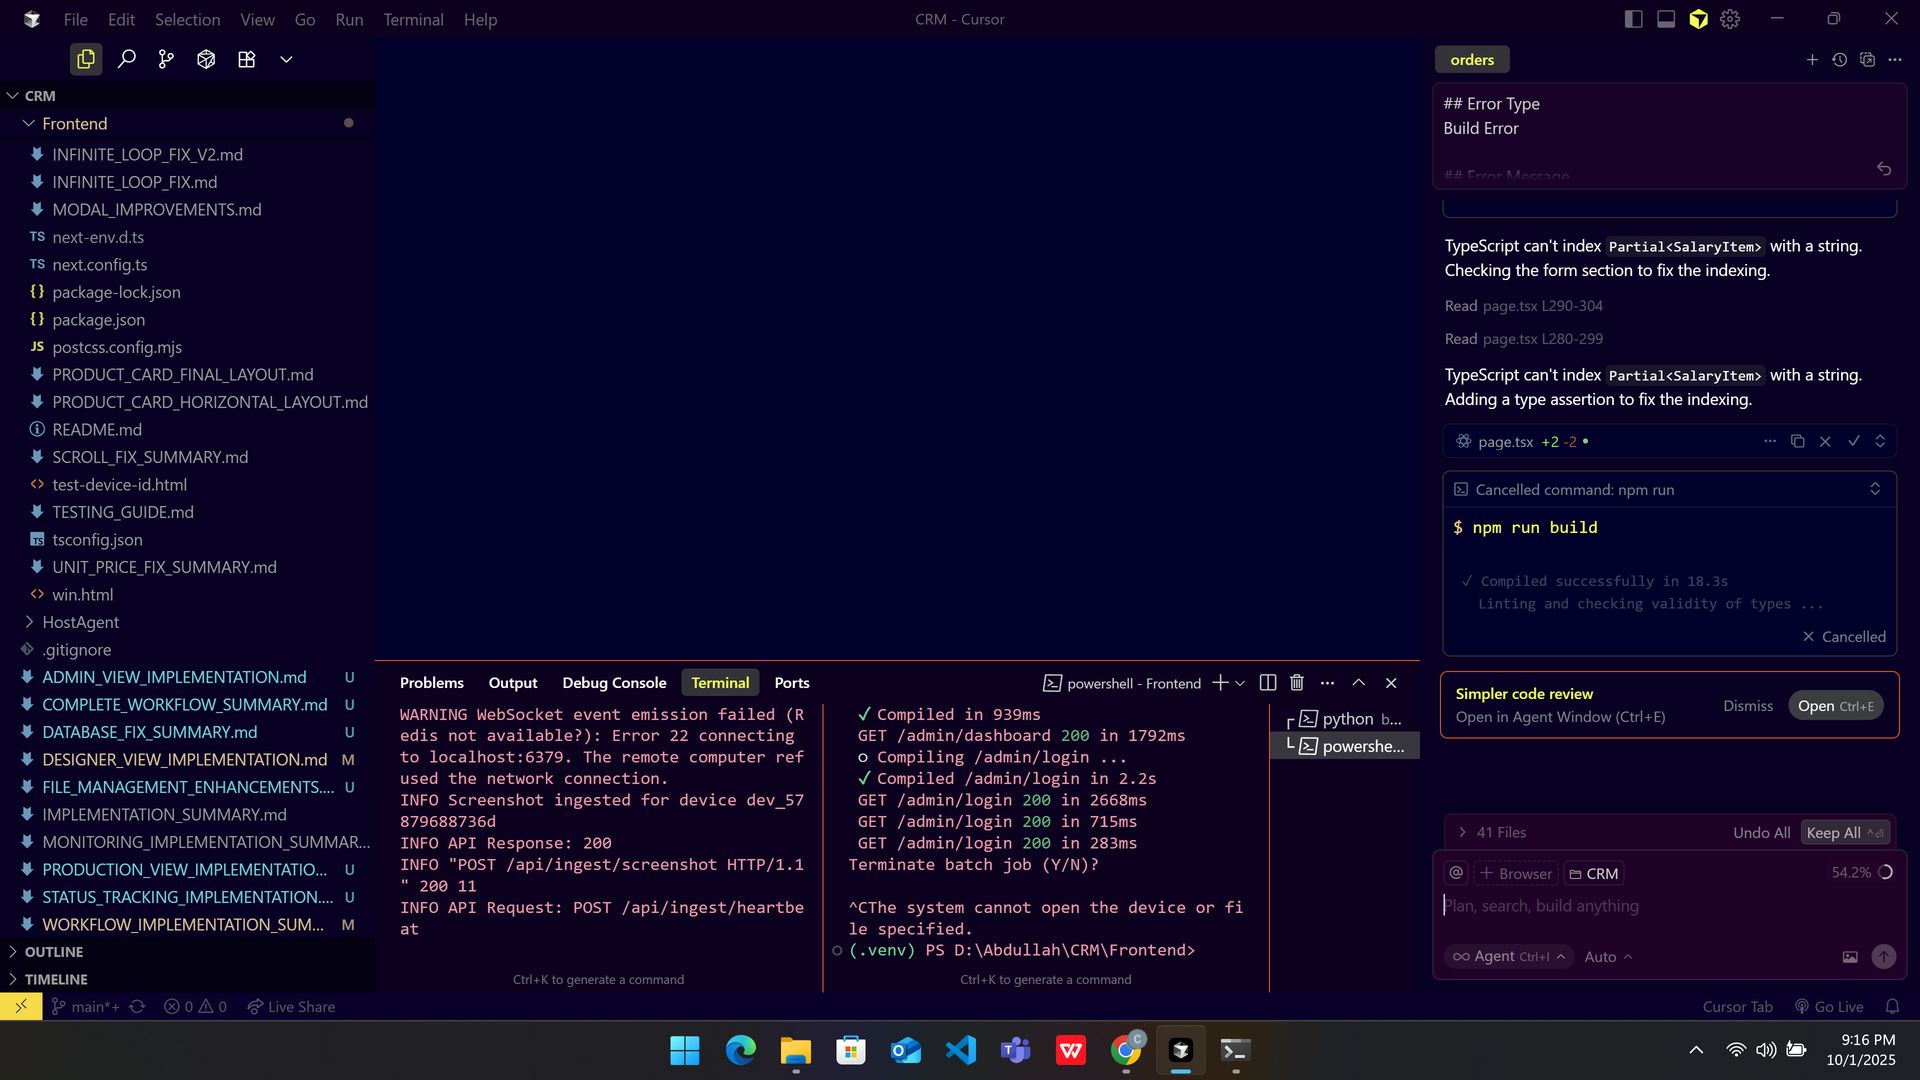 File Edit Selection View Go Run Terminal Help
CRM - Cursor
CRM
Frontend
INFINITE_LOOP_FIX_V2.md
INFINITE_LOOP_FIX.md
MODAL_IMPROVEMENTS.md
TS next-env.d.ts
TS next.config.ts
{} package-lock.json
{} package.json
JS postcss.config.mjs
PRODUCT_CARD_FINAL_LAYOUT.md
PRODUCT_CARD_HORIZONTAL_LAYOUT.md
README.md
SCROLL_FIX_SUMMARY.md
<> test-device-id.html
TESTING_GUIDE.md
TS tsconfig.json
UNIT_PRICE_FIX_SUMMARY.md
<> win.html
HostAgent
.gitignore
ADMIN_VIEW_IMPLEMENTATION.md U
COMPLETE_WORKFLOW_SUMMARY.md U
DATABASE_FIX_SUMMARY.md U
DESIGNER_VIEW_IMPLEMENTATION.md M
FILE_MANAGEMENT_ENHANCEMENTS.... U
IMPLEMENTATION_SUMMARY.md
MONITORING_IMPLEMENTATION_SUMMAR...
PRODUCTION_VIEW_IMPLEMENTATIO... U
STATUS_TRACKING_IMPLEMENTATION.... U
WORKFLOW_IMPLEMENTATION_SUM... M
OUTLINE
TIMELINE
Problems Output Debug Console Terminal Ports
powershell - Frontend
WARNING WebSocket event emission failed (R
edis not available?): Error 22 connecting
to localhost:6379. The remote computer ref
used the network connection.
INFO Screenshot ingested for device dev_57
879688736d
INFO API Response: 200
INFO "POST /api/ingest/screenshot HTTP/1.1
" 200 11
INFO API Request: POST /api/ingest/heartbe
at
Ctrl+K to generate a command
✓ Compiled in 939ms
GET /admin/dashboard 200 in 1792ms
○ Compiling /admin/login ...
✓ Compiled /admin/login in 2.2s
GET /admin/login 200 in 2668ms
GET /admin/login 200 in 715ms
GET /admin/login 200 in 283ms
Terminate batch job (Y/N)?
^CThe system cannot open the device or fi
le specified.
(.venv) PS D:\Abdullah\CRM\Frontend>
Ctrl+K to generate a command
python b...
powershe...
orders
## Error Type
Build Error
## Error Message
TypeScript can't index Partial<SalaryItem> with a string.
Checking the form section to fix the indexing.
Read page.tsx L290-304
Read page.tsx L280-299
TypeScript can't index Partial<SalaryItem> with a string.
Adding a type assertion to fix the indexing.
page.tsx +2 -2 •
Cancelled command: npm run
$ npm run build
✓ Compiled successfully in 18.3s
Linting and checking validity of types ...
Cancelled
Simpler code review
Open in Agent Window (Ctrl+E)
Dismiss Open Ctrl+E
41 Files Undo All Keep All
@ + Browser CRM 54.2%
Plan, search, build anything
Agent Ctrl+I Auto
main*+ 0 0 Live Share
Cursor Tab Go Live
C
9:16 PM
10/1/2025